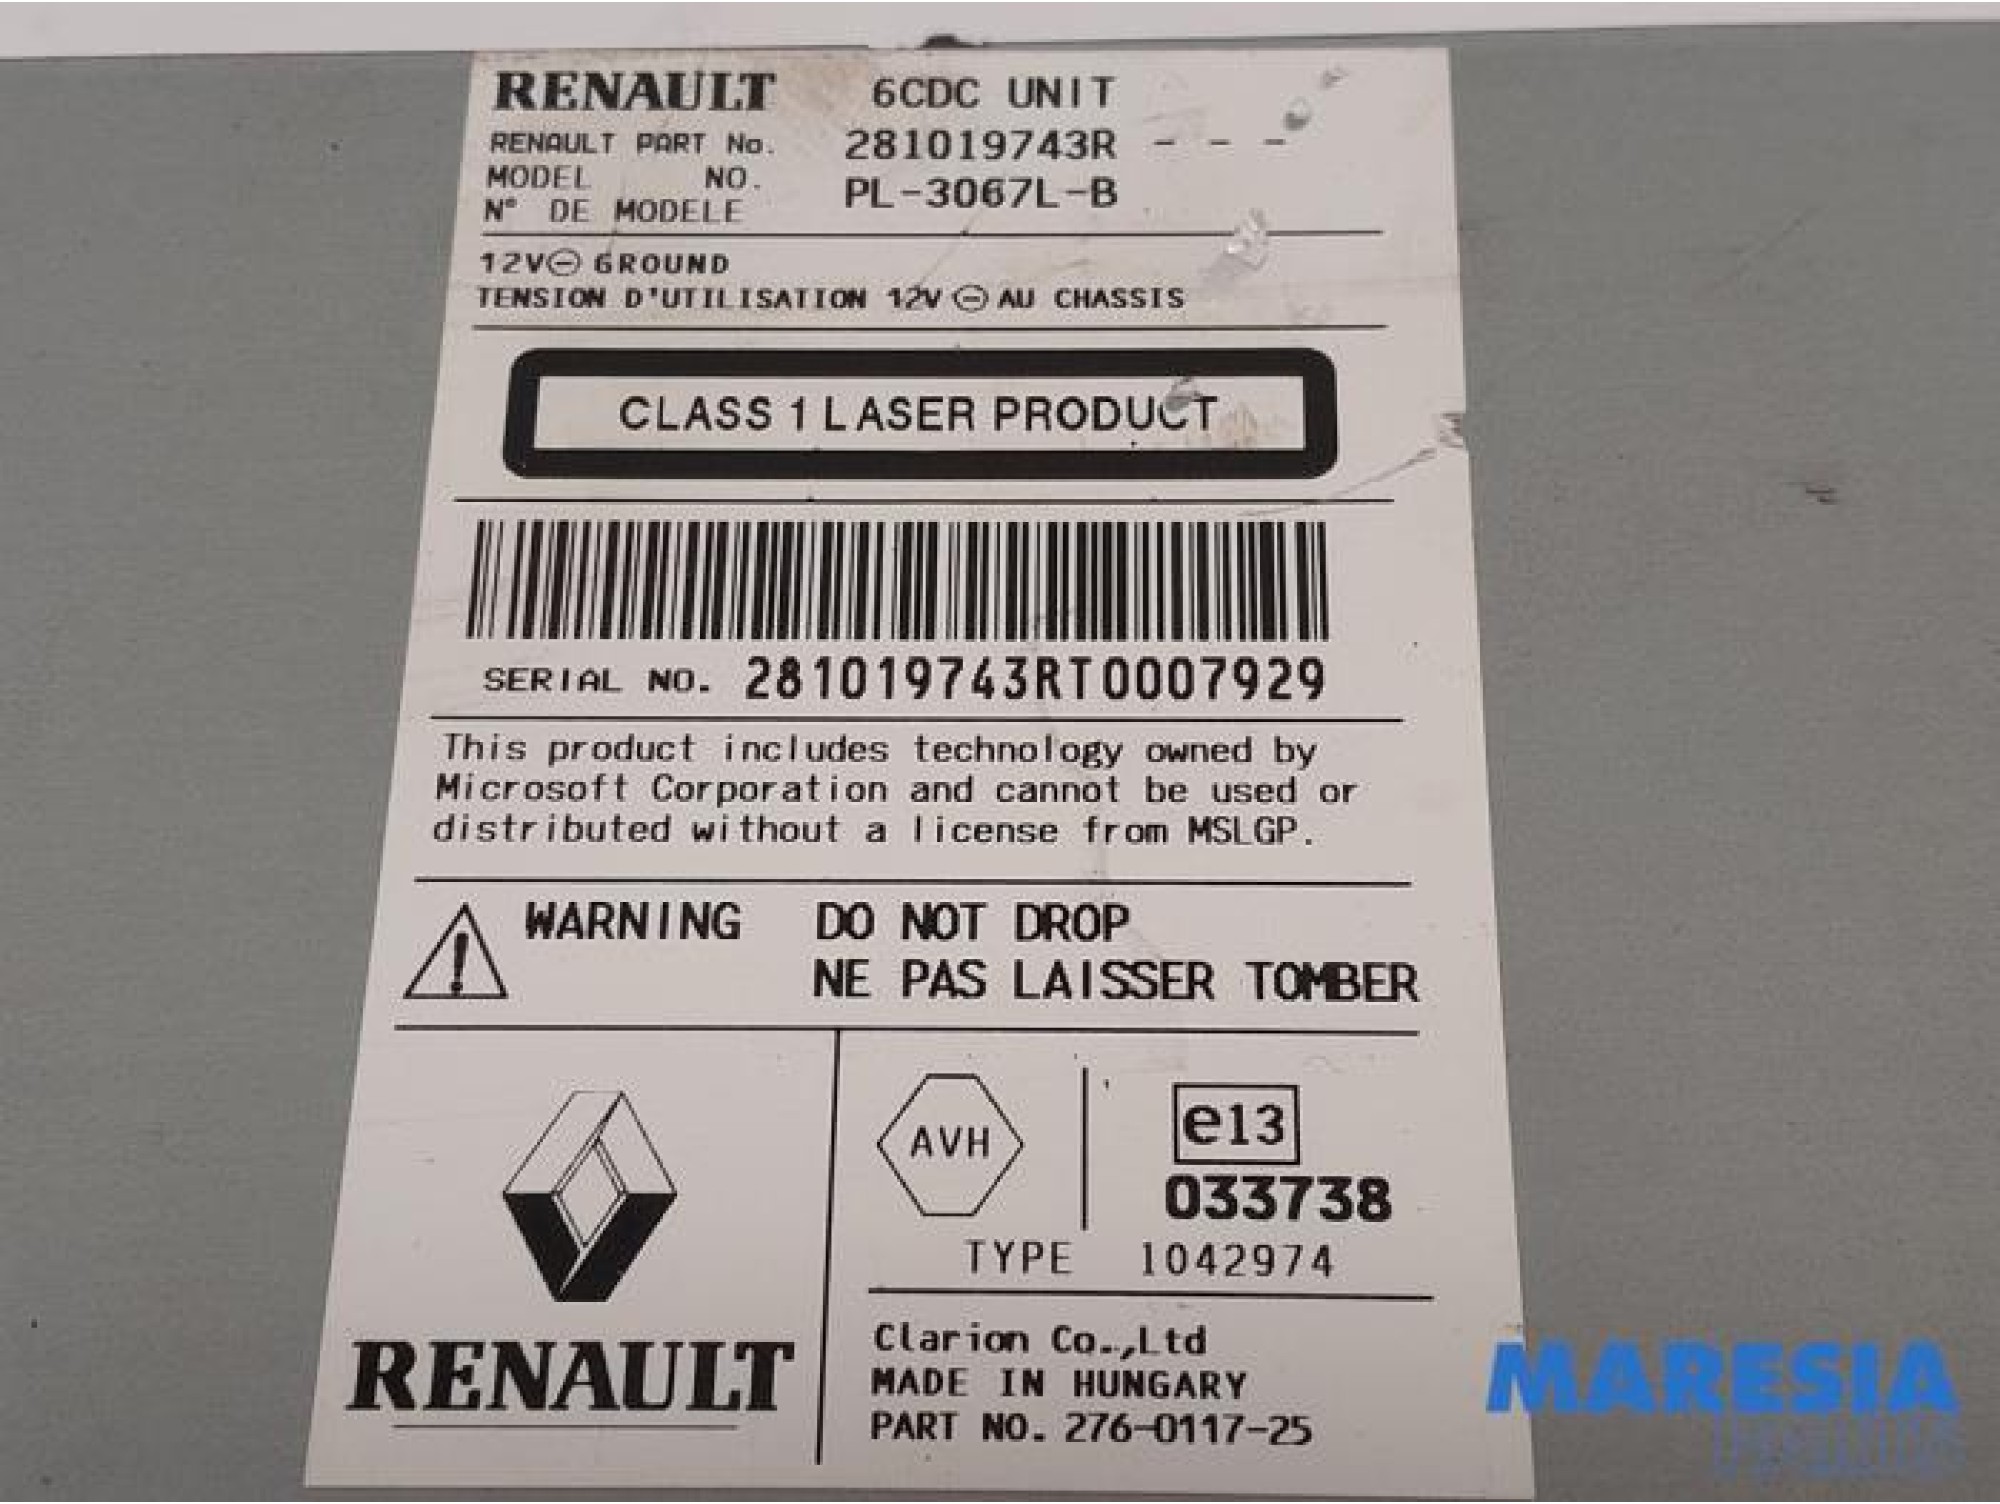 RENAULT 6CDC UNIT
RENAULT PART No. 281019743R - - -
MODEL NO. PL-3067L-B
N° DE MODELE
12V⊖ GROUND
TENSION D'UTILISATION 12V ⊖ AU CHASSIS
CLASS 1 LASER PRODUCT
SERIAL NO. 281019743RT0007929
This product includes technology owned by
Microsoft Corporation and cannot be used or
distributed without a license from MSLGP.
WARNING DO NOT DROP
NE PAS LAISSER TOMBER
AVH e13
033738
TYPE 1042974
RENAULT
Clarion Co.,Ltd
MADE IN HUNGARY
PART NO. 276-0117-25
MARESIA